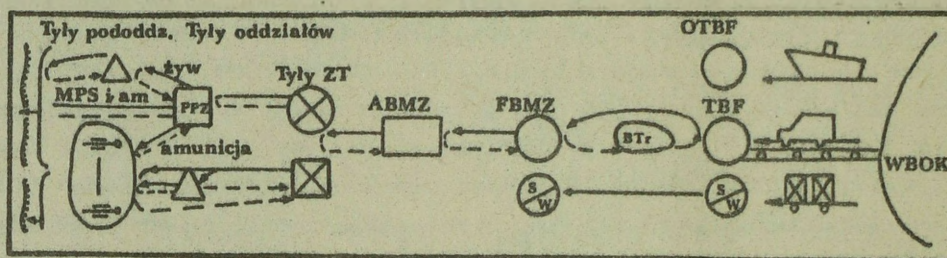 Tyły pododdz. Tyły oddziałów
OTBF
żyw
Tyły ZT
MPS i am
PPZ
ABMZ
FBMZ
BTr
TBF
amunicja
WBOK
S/W
S/W